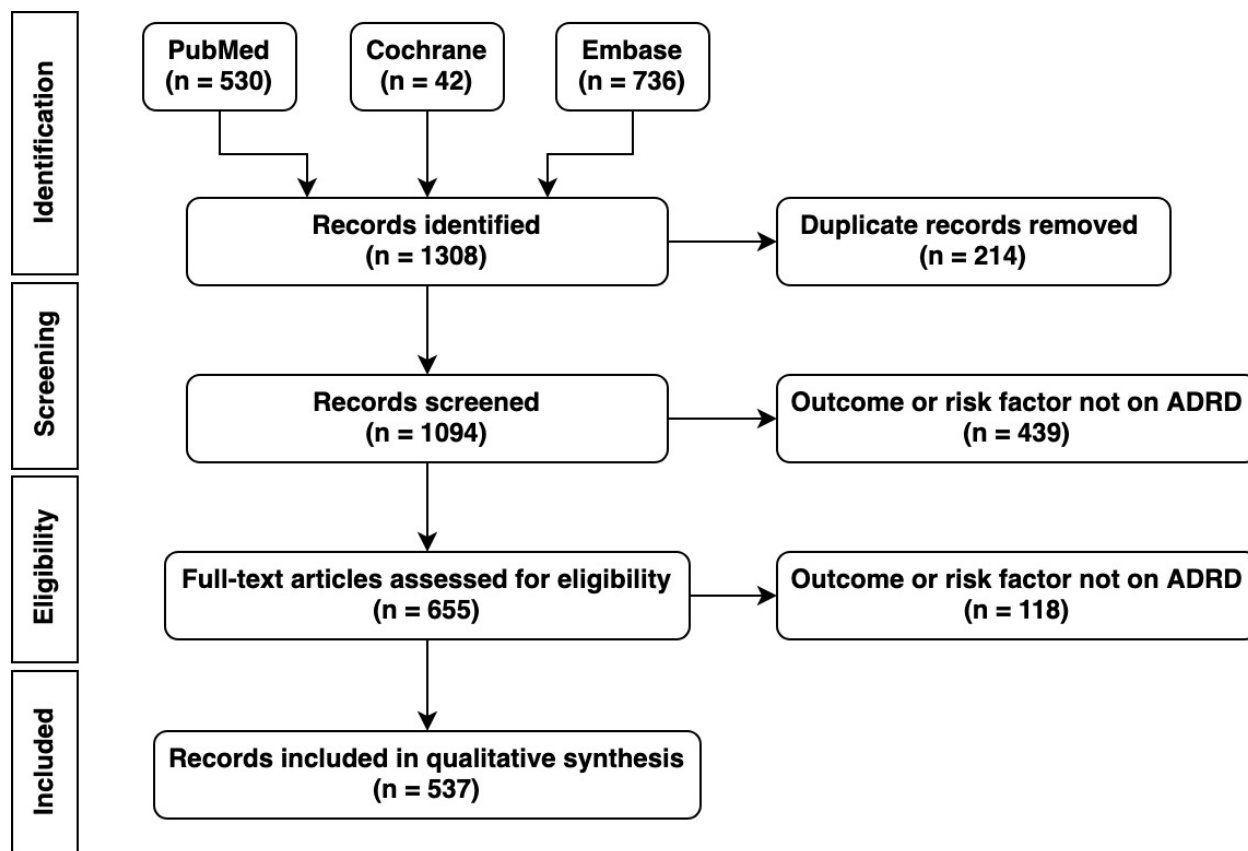 Identification
PubMed
(n = 530)
Cochrane
(n = 42)
Embase
(n = 736)
Records identified
(n = 1308)
Duplicate records removed
(n = 214)
Screening
Records screened
(n = 1094)
Outcome or risk factor not on ADRD
(n = 439)
Eligibility
Full-text articles assessed for eligibility
(n = 655)
Outcome or risk factor not on ADRD
(n = 118)
Included
Records included in qualitative synthesis
(n = 537)